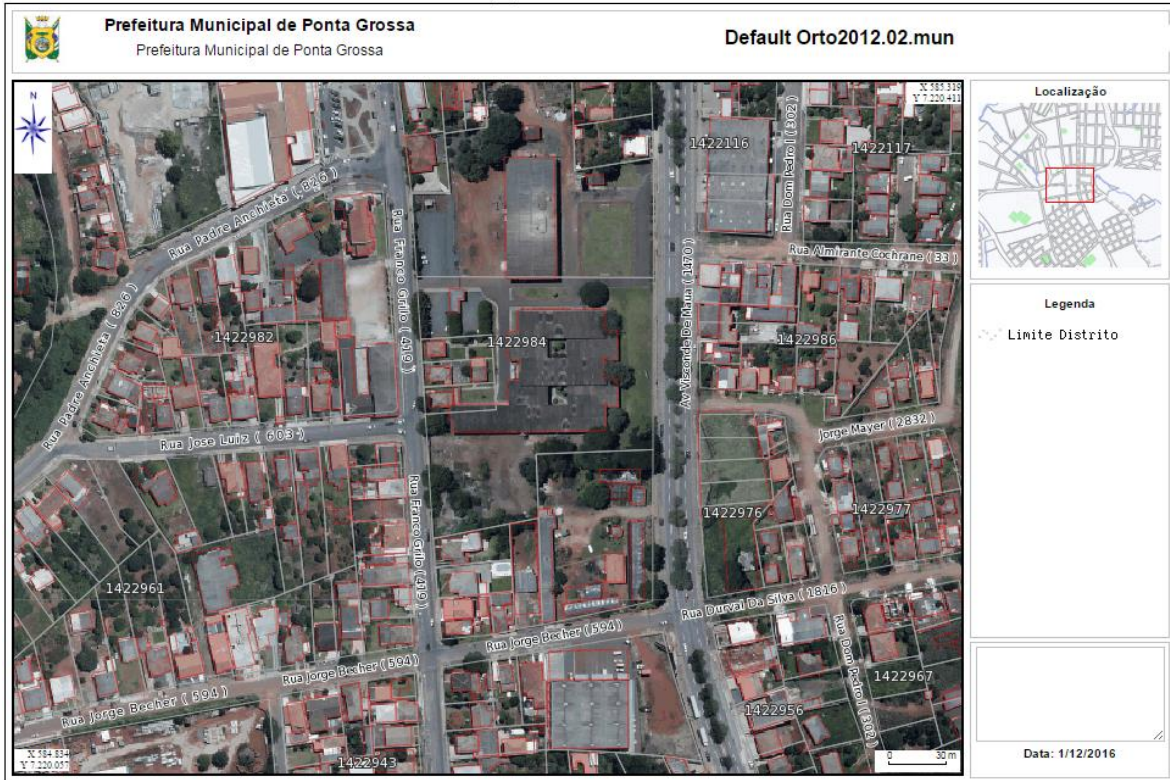 Prefeitura Municipal de Ponta Grossa
Prefeitura Municipal de Ponta Grossa
Default Orto2012.02.mun
N
X 585.319
Y 7.220.411
1422116
Rua Dom Pedro I ( 302 )
1422117
Rua Padre Anchista ( 826 )
Rua Franco Grilo ( 419 )
Av Visconde De Maua ( 1470 )
Rua Almirante Cochrane ( 33 )
Rua Padre Anchista ( 826 )
1422982
1422984
1422986
Rua Jose Luiz ( 603 )
Jorge Mayer ( 2832 )
Rua Franco Grilo ( 419 )
1422976
1422977
1422961
Rua Durval Da Silva ( 1816 )
Rua Jorge Becher ( 594 )
Rua Jorge Becher ( 594 )
Rua Jorge Becher ( 594 )
Rua Dom Pedro I ( 302 )
1422967
1422956
1422943
X 584.834
Y 7.220.057
0 30 m
Localização
Legenda
Limite Distrito
Data: 1/12/2016